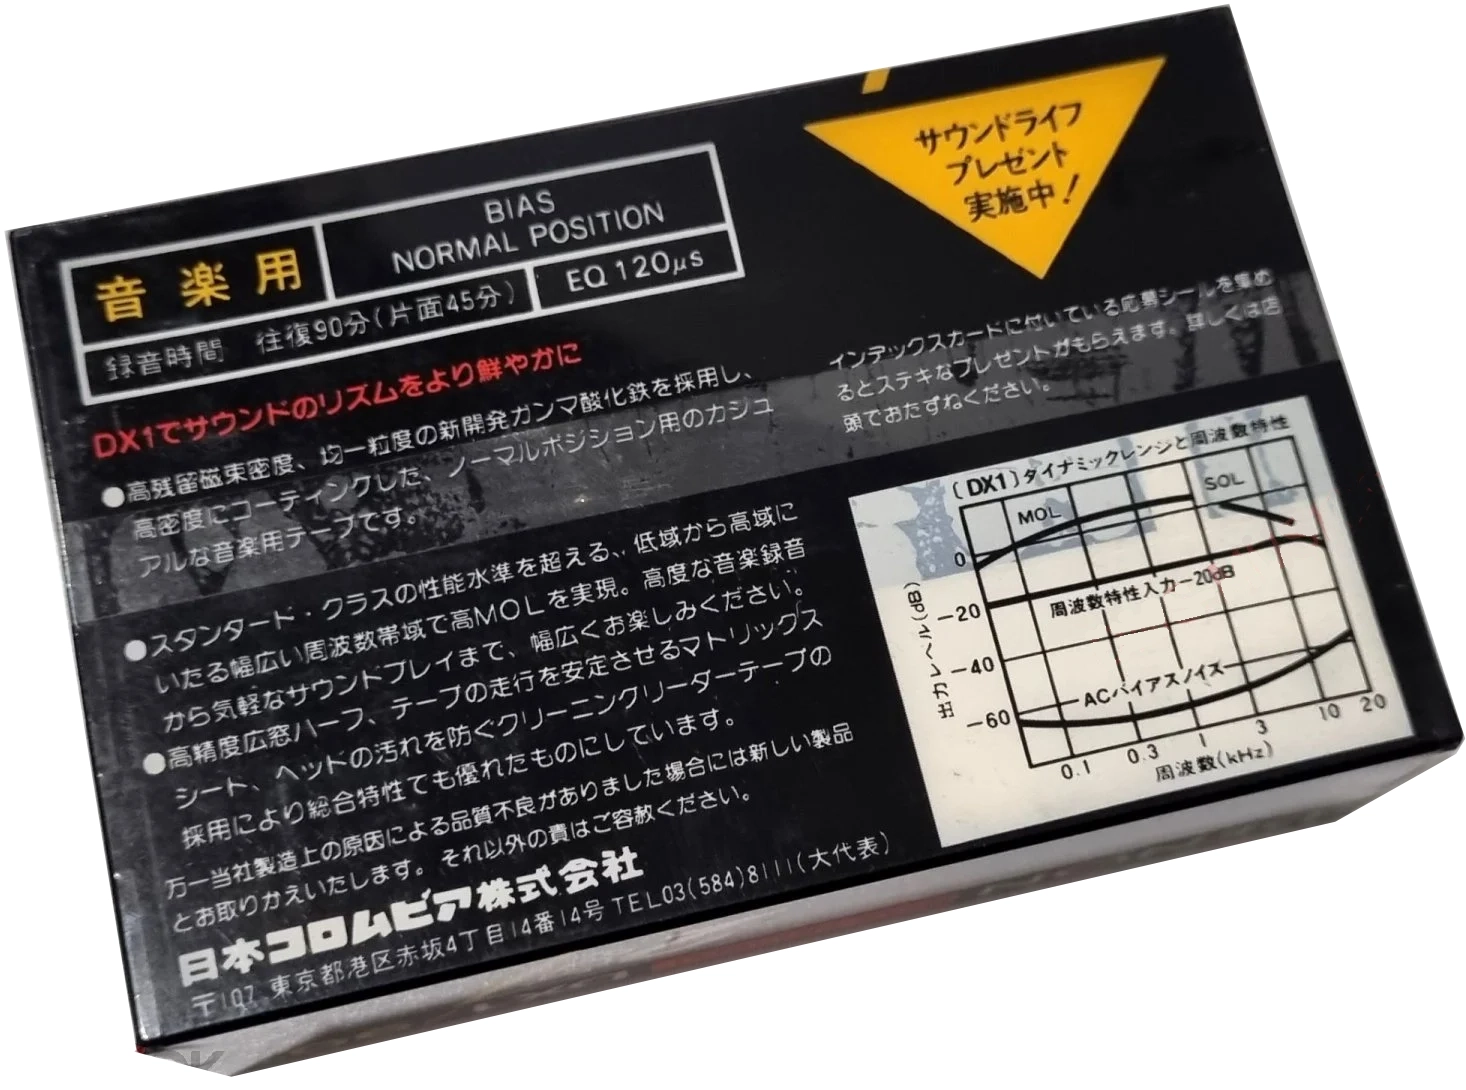 音楽用
BIAS
NORMAL POSITION
録音時間 往復90分(片面45分)
EQ 120μs
サウンドライフ
プレゼント
実施中!
DX1でサウンドのリズムをより鮮やかに
●高残留磁束密度、均一粒度の新開発ガンマ酸化鉄を採用し、
高密度にコーティングした、ノーマルポジション用のカジュ
アルな音楽用テープです。
●スタンダード・クラスの性能水準を超える、低域から高域に
いたる幅広い周波数帯域で高MOLを実現。高度な音楽録音
から気軽なサウンドプレイまで、幅広くお楽しみください。
●高精度広窓ハーフ、テープの走行を安定させるマトリックス
シート、ヘッドの汚れを防ぐクリーニングリーダーテープの
採用により総合特性でも優れたものにしています。
万一当社製造上の原因による品質不良がありました場合には新しい製品
とお取りかえいたします。それ以外の責はご容赦ください。
日本コロムビア株式会社
〒107 東京都港区赤坂4丁目14番14号 TEL03(584)8111(大代表)
インデックスカードに付いている応募シールを集め
るとステキなプレゼントがもらえます。詳しくは店
頭でおたずねください。
〔DX1〕ダイナミックレンジと周波数特性
MOL
SOL
0
周波数特性入力-20dB
-20
-40
ACバイアスノイズ
-60
出力レベル(dB)
0.1 0.3 1 3 10 20
周波数(kHz)